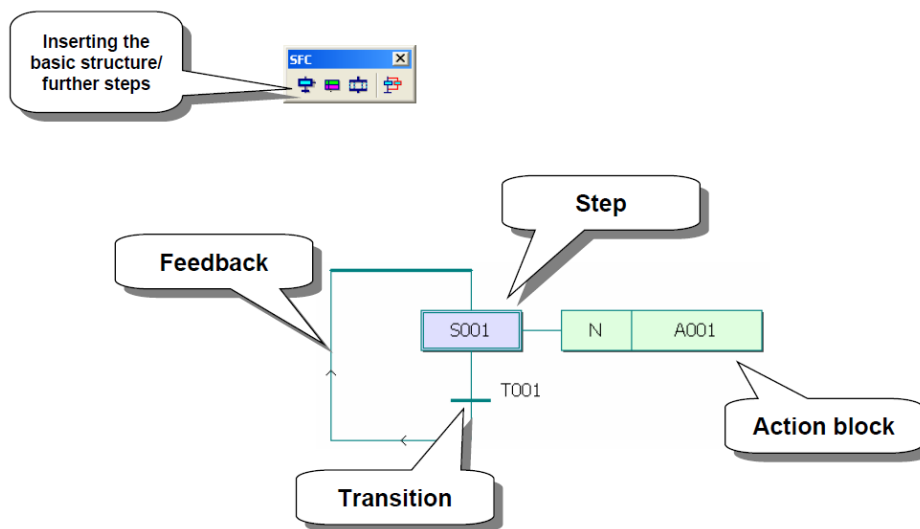 Inserting the
basic structure/
further steps
SFC
Step
Feedback
S001
N
A001
T001
Action block
Transition